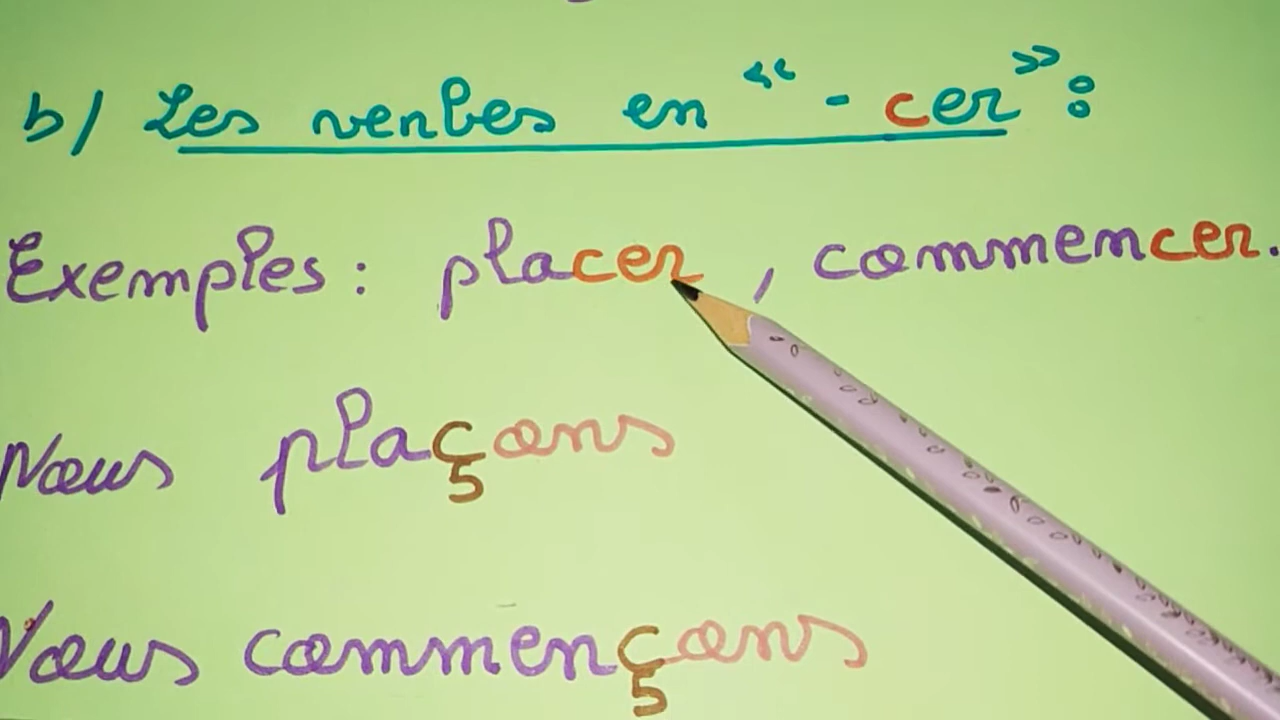 b/ Les verbes en “-cer” :
Exemples : placer, commencer.
Nous plaçons
Nous commençons